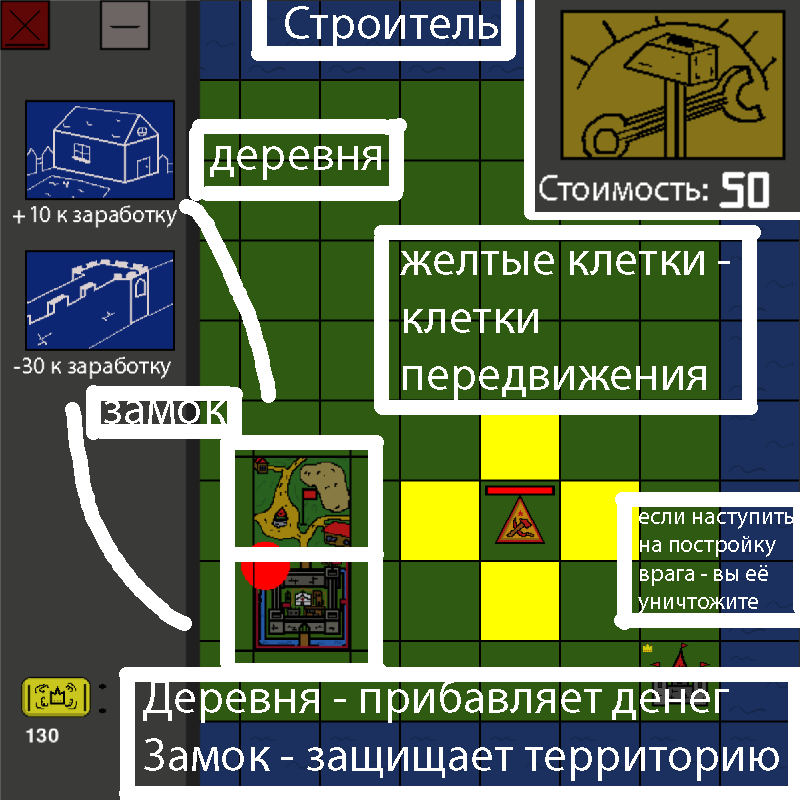 Строитель
Стоимость: 50
деревня
+ 10 к заработку
желтые клетки -
клетки
передвижения
-30 к заработку
замок
если наступить
на постройку
врага - вы её
уничтожите
Деревня - прибавляет денег
Замок - защищает территорию
130